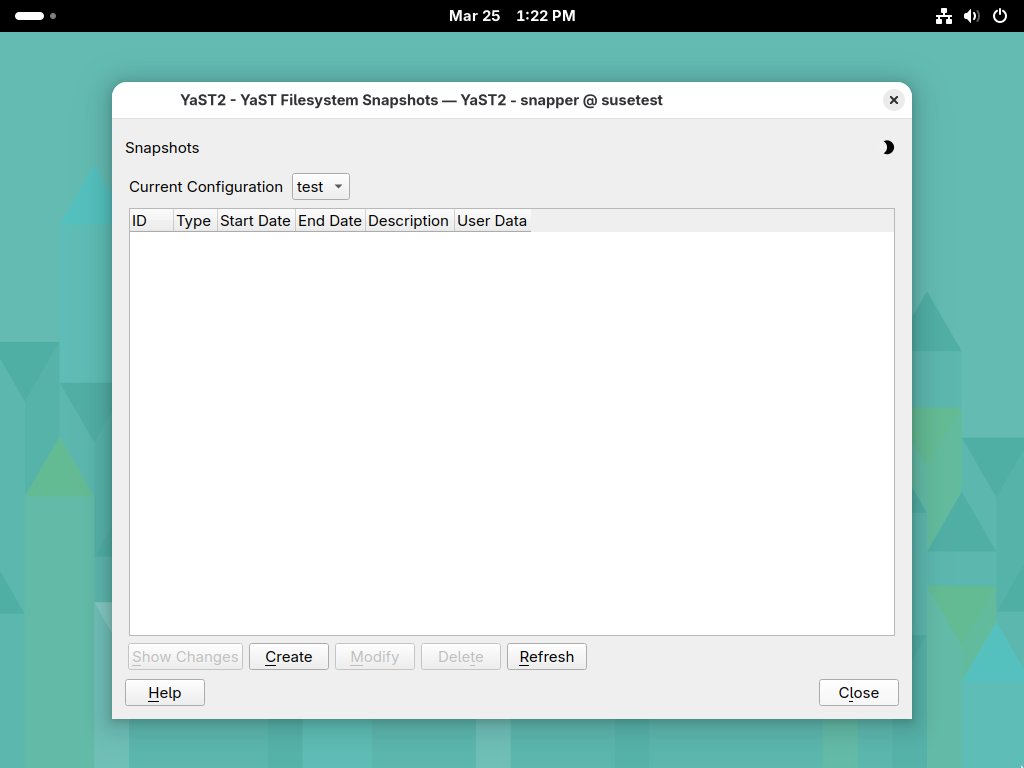 Mar 25 1:22 PM
YaST2 - YaST Filesystem Snapshots — YaST2 - snapper @ susetest
Snapshots
Current Configuration test
ID Type Start Date End Date Description User Data
Show Changes Create Modify Delete Refresh
Help Close